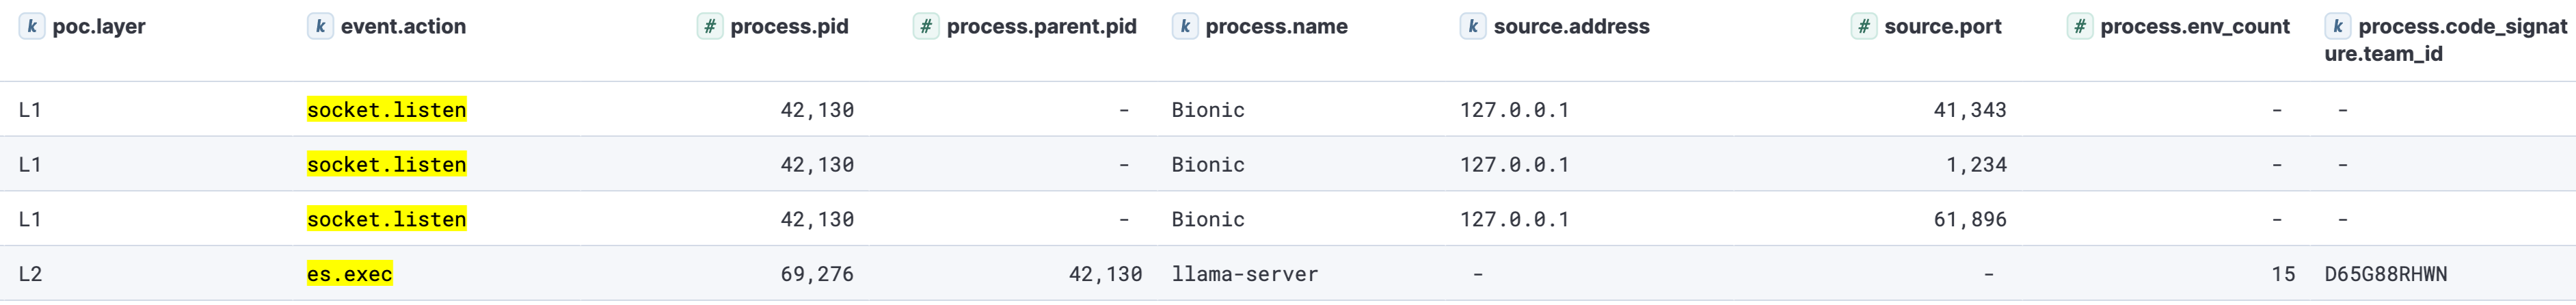 k poc.layer k event.action # process.pid # process.parent.pid k process.name k source.address # source.port # process.env_count k process.code_signat
ure.team_id
L1 socket.listen 42,130 - Bionic 127.0.0.1 41,343 - -
L1 socket.listen 42,130 - Bionic 127.0.0.1 1,234 - -
L1 socket.listen 42,130 - Bionic 127.0.0.1 61,896 - -
L2 es.exec 69,276 42,130 llama-server - - 15 D65G88RHWN